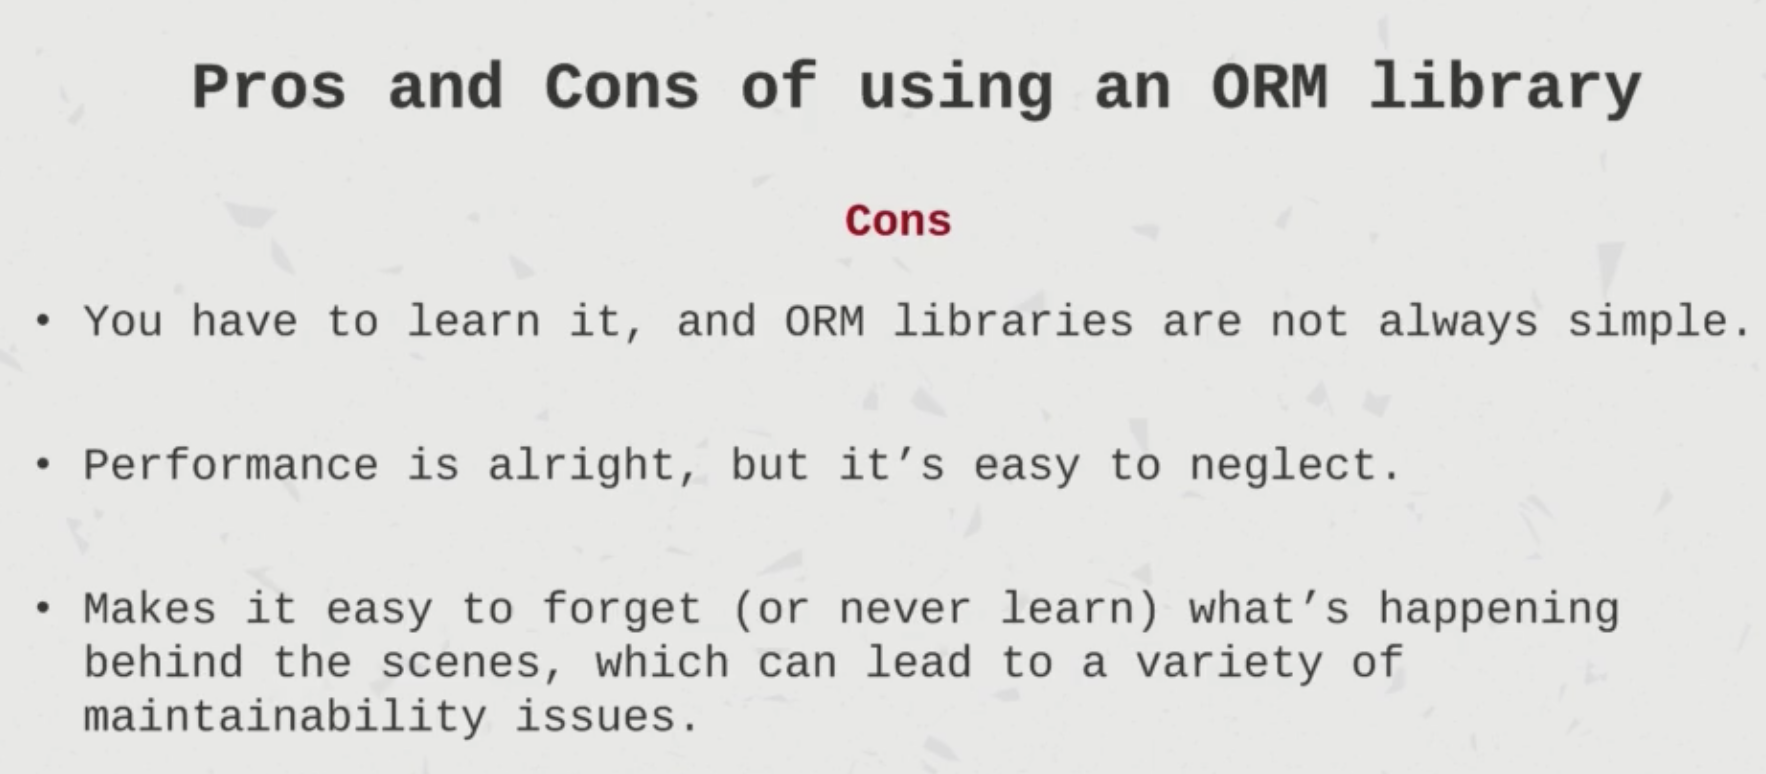 Pros and Cons of using an ORM library
Cons
• You have to learn it, and ORM libraries are not always simple.
• Performance is alright, but it’s easy to neglect.
• Makes it easy to forget (or never learn) what’s happening
behind the scenes, which can lead to a variety of
maintainability issues.